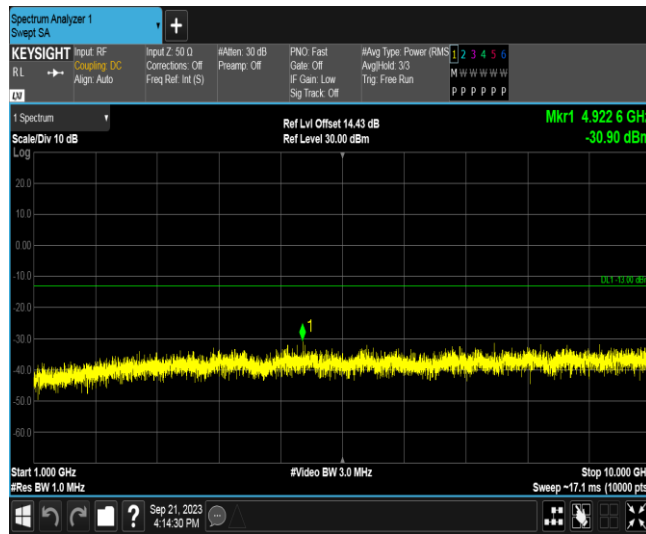 Spectrum Analyzer 1
Swept SA
+
KEYSIGHT
RL
LXI
Input: RF
Coupling: DC
Align: Auto
Input Z: 50 Ω
Corrections: Off
Freq Ref: Int (S)
#Atten: 30 dB
Preamp: Off
PNO: Fast
Gate: Off
IF Gain: Low
Sig Track: Off
#Avg Type: Power (RMS
Avg|Hold: 3/3
Trig: Free Run
1 2 3 4 5 6
M W W W W W
P P P P P P
1 Spectrum
Scale/Div 10 dB
Log
Ref Lvl Offset 14.43 dB
Ref Level 30.00 dBm
Mkr1 4.922 6 GHz
-30.90 dBm
20.0
10.0
0.00
-10.0
-20.0
-30.0
-40.0
-50.0
-60.0
DL1 -13.00 dBm
1
Start 1.000 GHz
#Res BW 1.0 MHz
#Video BW 3.0 MHz
Stop 10.000 GH
Sweep ~17.1 ms (10000 pts
?
Sep 21, 2023
4:14:30 PM